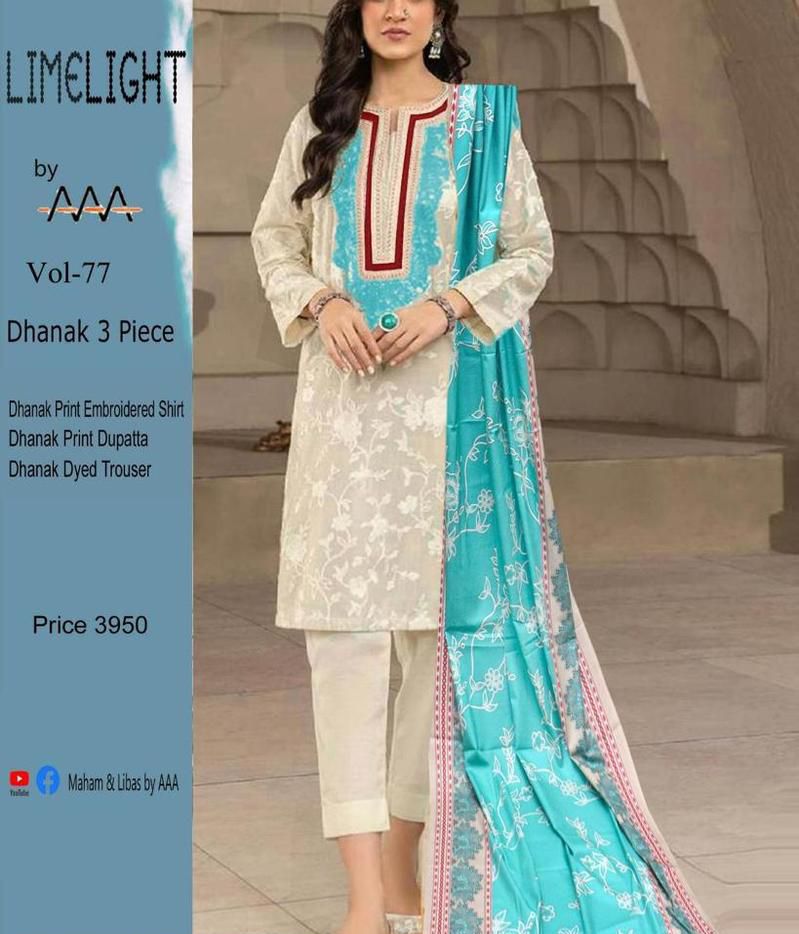 LIMELIGHT
by
AAA
Vol-77
Dhanak 3 Piece
Dhanak Print Embroidered Shirt
Dhanak Print Dupatta
Dhanak Dyed Trouser
Price 3950
YouTube
Maham & Libas by AAA